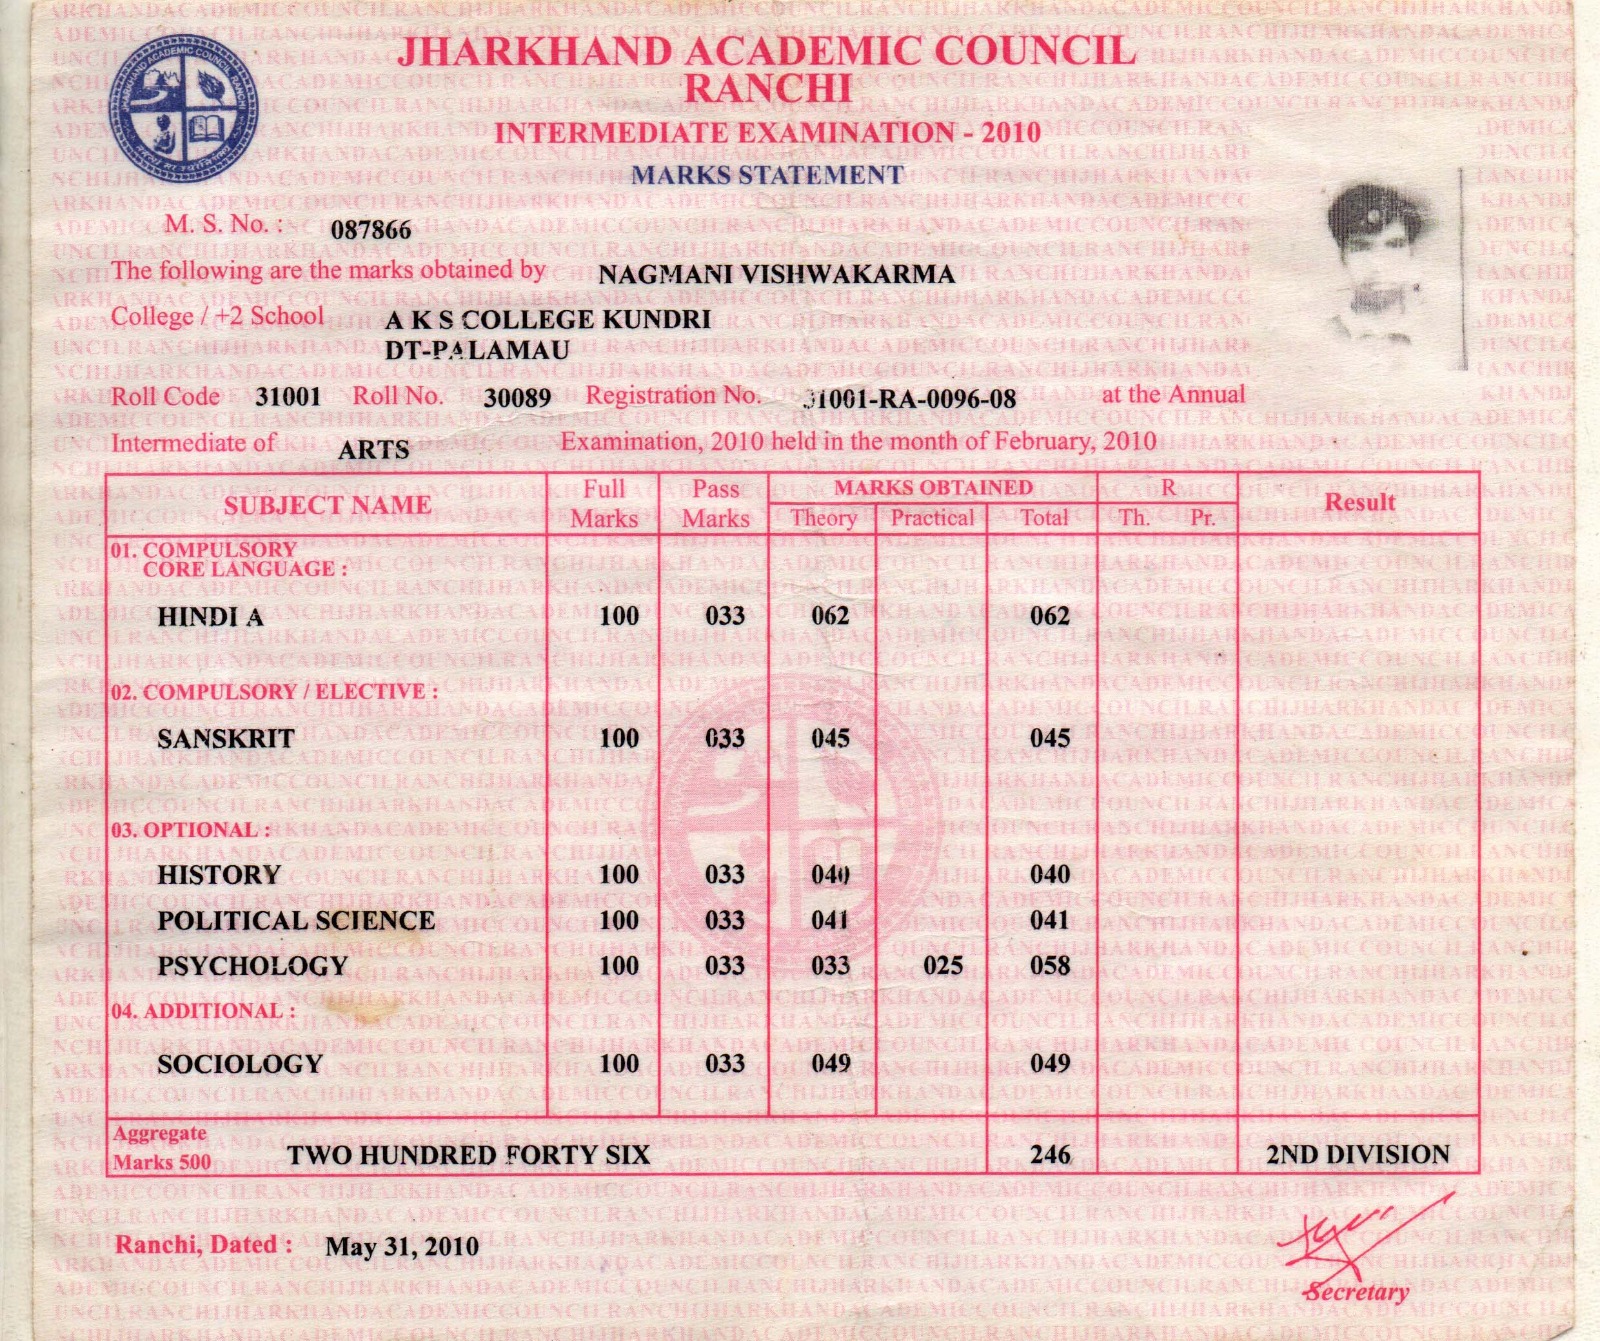 JHARKHAND ACADEMIC COUNCIL
RANCHI
INTERMEDIATE EXAMINATION - 2010
MARKS STATEMENT
M. S. No. : 087866
The following are the marks obtained by NAGMANI VISHWAKARMA
College / +2 School A K S COLLEGE KUNDRI
DT-PALAMAU
Roll Code 31001 Roll No. 30089 Registration No. 31001-RA-0096-08 at the Annual
Intermediate of ARTS Examination, 2010 held in the month of February, 2010
SUBJECT NAME Full Marks Pass Marks MARKS OBTAINED R Result
Theory Practical Total Th. Pr.
01. COMPULSORY
CORE LANGUAGE :
HINDI A 100 033 062 062
02. COMPULSORY / ELECTIVE :
SANSKRIT 100 033 045 045
03. OPTIONAL :
HISTORY 100 033 040 040
POLITICAL SCIENCE 100 033 041 041
PSYCHOLOGY 100 033 033 025 058
04. ADDITIONAL :
SOCIOLOGY 100 033 049 049
Aggregate
Marks 500 TWO HUNDRED FORTY SIX 246 2ND DIVISION
Ranchi, Dated : May 31, 2010
Secretary